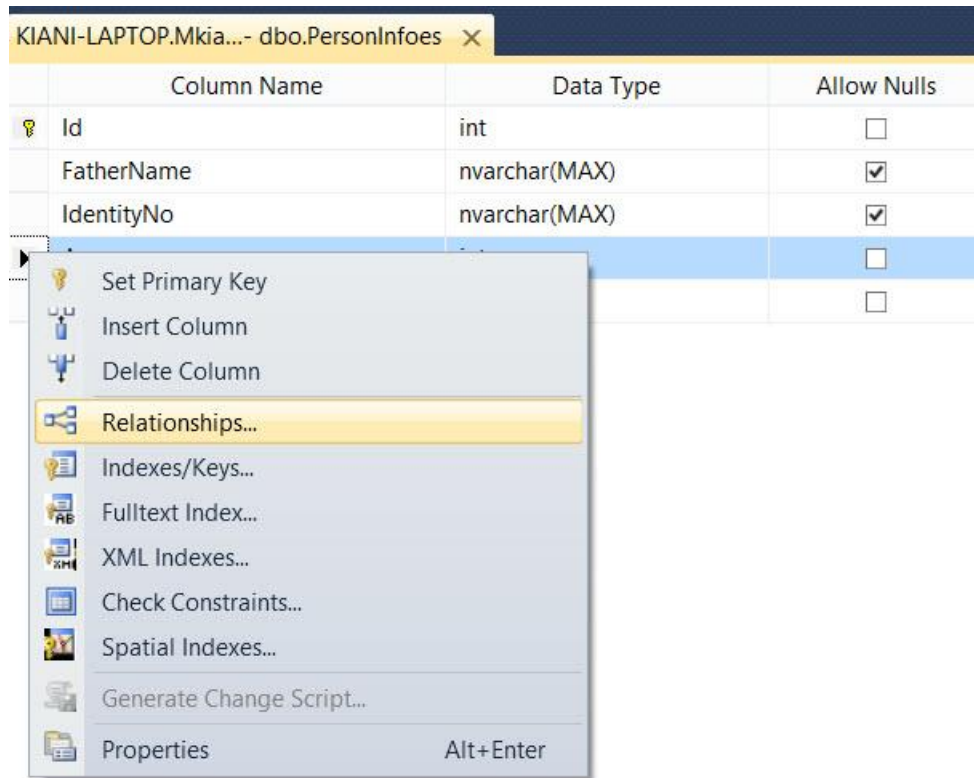 KIANI-LAPTOP.Mkia...- dbo.PersonInfoes
Column Name Data Type Allow Nulls
Id int
FatherName nvarchar(MAX)
IdentityNo nvarchar(MAX)
Set Primary Key
Insert Column
Delete Column
Relationships...
Indexes/Keys...
Fulltext Index...
XML Indexes...
Check Constraints...
Spatial Indexes...
Generate Change Script...
Properties Alt+Enter